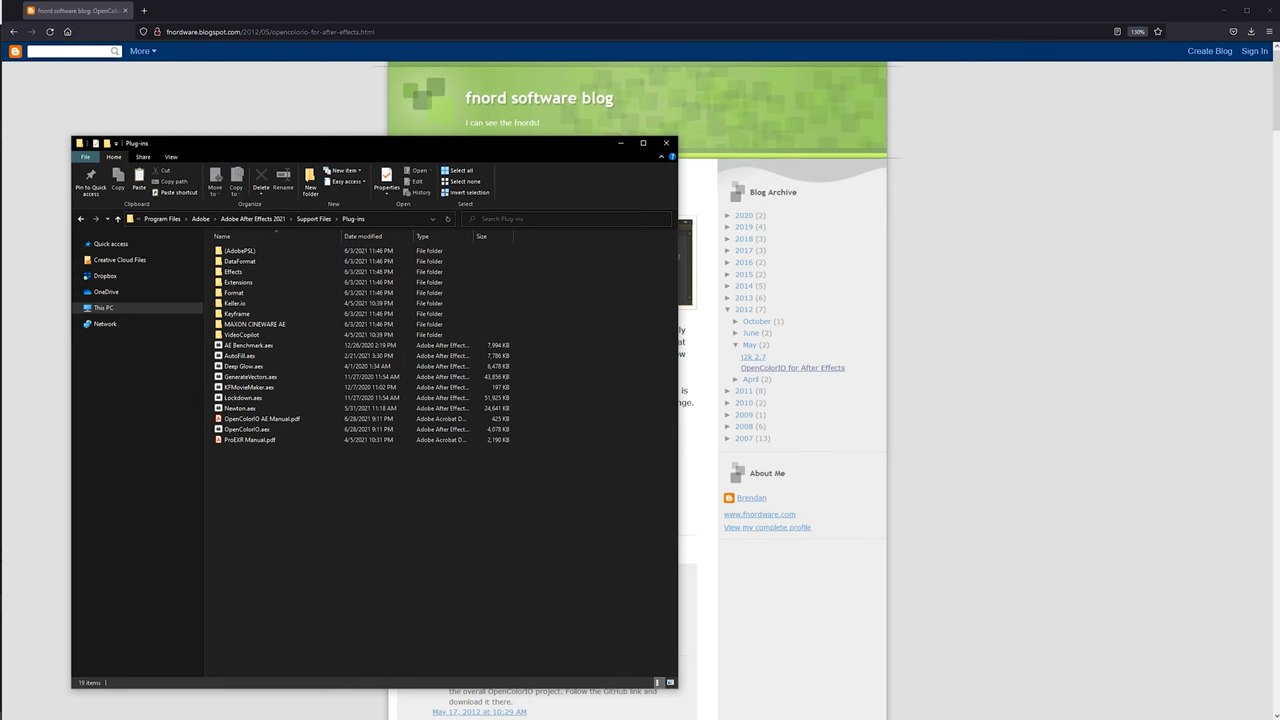 fnord software blog: OpenColo
fnordware.blogspot.com/2012/05/opencolorio-for-after-effects.html
130%
More
Create Blog
Sign In
fnord software blog
I can see the fnords!
Plug-ins
File
Home
Share
View
Pin to Quick access
Copy
Paste
Cut
Copy path
Paste shortcut
Clipboard
Move to
Copy to
Delete
Rename
Organize
New folder
New item
Easy access
New
Properties
Open
Edit
History
Open
Select all
Select none
Invert selection
Select
Program Files > Adobe > Adobe After Effects 2021 > Support Files > Plug-ins
Search Plug-ins
Quick access
Creative Cloud Files
Dropbox
OneDrive
This PC
Network
Name Date modified Type Size
(AdobePSL) 6/3/2021 11:46 PM File folder
DataFormat 6/3/2021 11:46 PM File folder
Effects 6/3/2021 11:46 PM File folder
Extensions 6/3/2021 11:46 PM File folder
Format 6/3/2021 11:46 PM File folder
Keller.io 4/5/2021 10:39 PM File folder
Keyframe 6/3/2021 11:46 PM File folder
MAXON CINEWARE AE 6/3/2021 11:46 PM File folder
VideoCopilot 4/5/2021 10:39 PM File folder
AE Benchmark.aex 12/26/2020 2:19 PM Adobe After Effect... 7,994 KB
AutoFill.aex 2/21/2021 3:30 PM Adobe After Effect... 7,786 KB
Deep Glow.aex 4/1/2020 1:34 AM Adobe After Effect... 6,478 KB
GenerateVectors.aex 11/27/2020 11:54 AM Adobe After Effect... 43,856 KB
KFMovieMaker.aex 12/7/2020 11:02 PM Adobe After Effect... 197 KB
Lockdown.aex 11/27/2020 11:54 AM Adobe After Effect... 51,925 KB
Newton.aex 5/31/2021 11:18 AM Adobe After Effect... 24,641 KB
OpenColorIO AE Manual.pdf 6/28/2021 9:11 PM Adobe Acrobat D... 425 KB
OpenColorIO.aex 6/28/2021 9:11 PM Adobe After Effect... 4,078 KB
ProEXR Manual.pdf 4/5/2021 10:31 PM Adobe Acrobat D... 2,190 KB
19 items
the overall OpenColorIO project. Follow the GitHub link and
download it there.
May 17, 2012 at 10:29 AM
Blog Archive
► 2020 (2)
► 2019 (4)
► 2018 (3)
► 2017 (3)
► 2016 (2)
► 2015 (2)
► 2014 (5)
► 2013 (6)
▼ 2012 (7)
► October (1)
► June (2)
▼ May (2)
j2k 2.7
OpenColorIO for After Effects
► April (2)
► 2011 (8)
► 2010 (2)
► 2009 (2)
► 2008 (6)
► 2007 (13)
About Me
Brendan
www.fnordware.com
View my complete profile